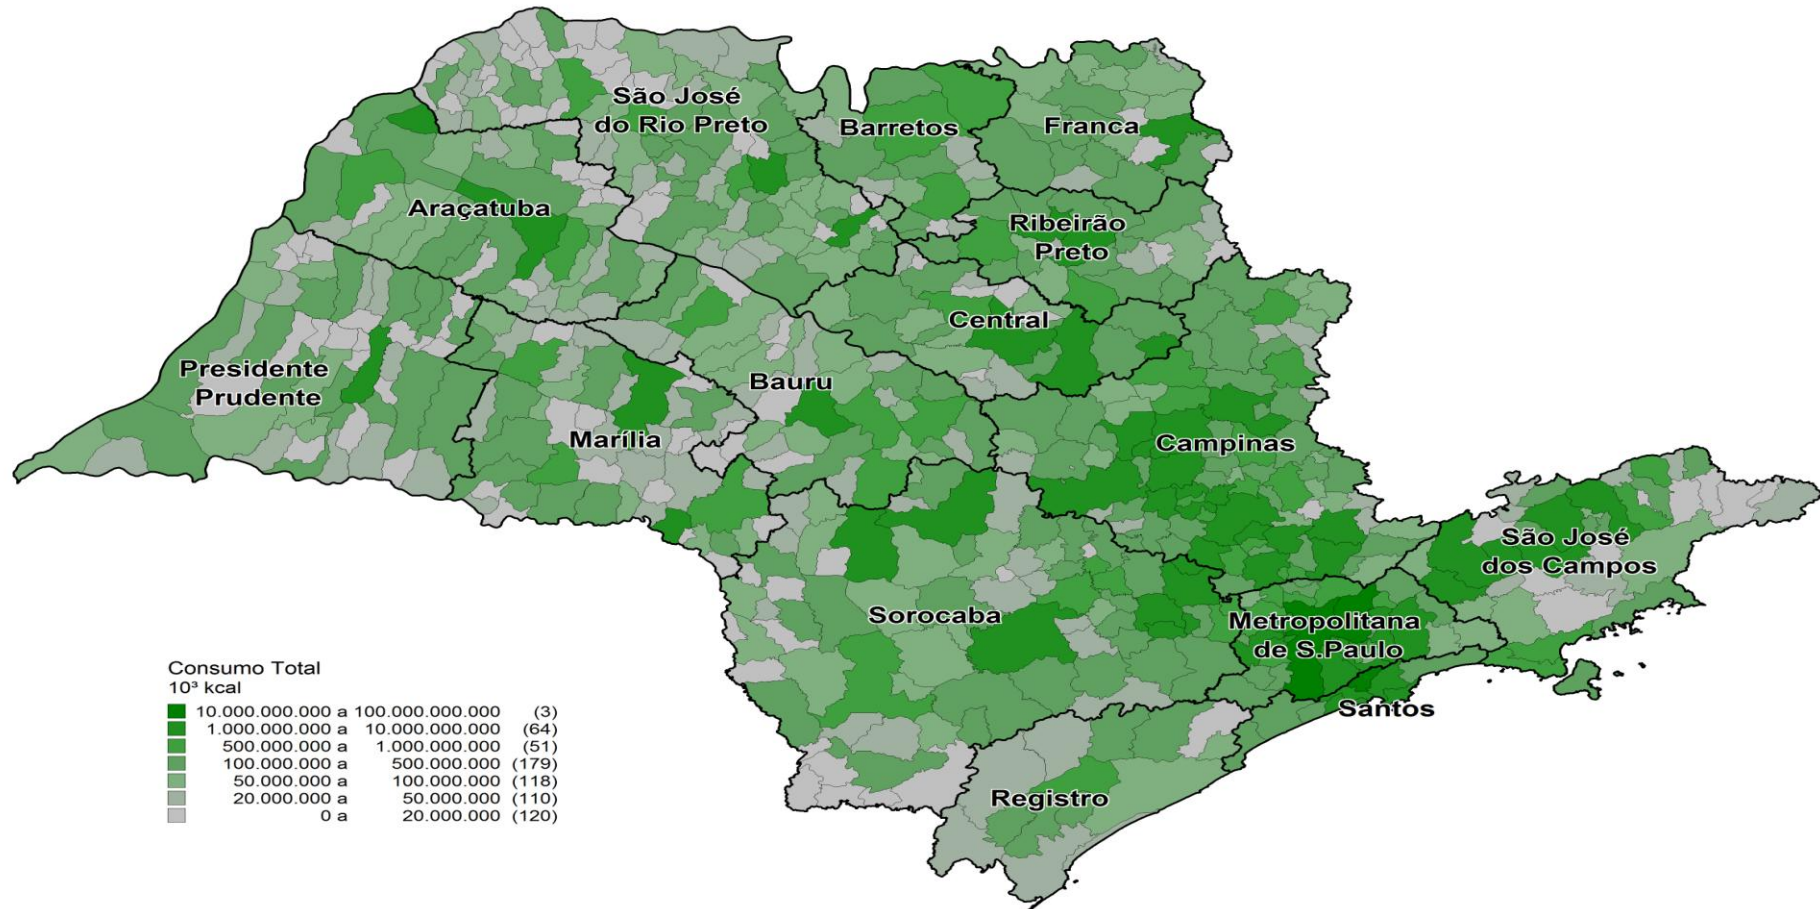 São José
do Rio Preto
Barretos
Franca
Araçatuba
Ribeirão
Preto
Central
Presidente
Prudente
Bauru
Marília
Campinas
São José
dos Campos
Sorocaba
Metropolitana
de S.Paulo
Santos
Registro
Consumo Total
10³ kcal
10.000.000.000 a 100.000.000.000 (3)
1.000.000.000 a 10.000.000.000 (64)
500.000.000 a 1.000.000.000 (51)
100.000.000 a 500.000.000 (179)
50.000.000 a 100.000.000 (118)
20.000.000 a 50.000.000 (110)
0 a 20.000.000 (120)